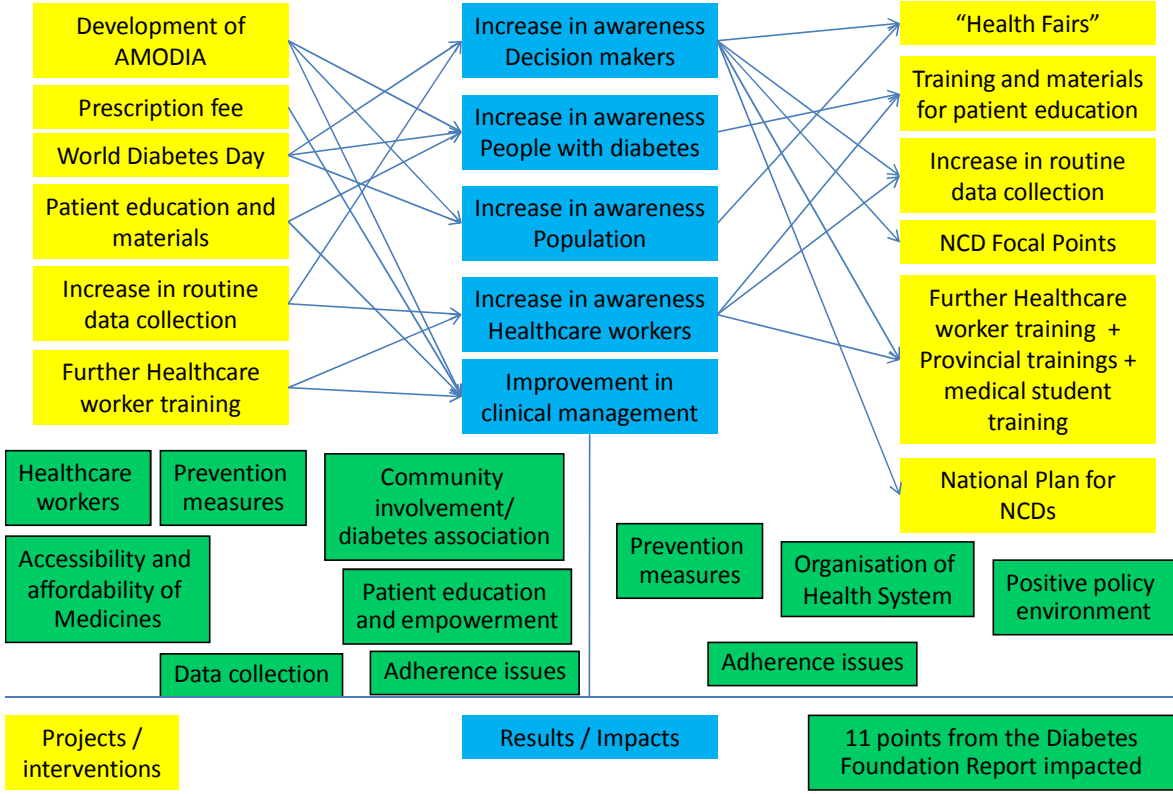 Development of
AMODIA
Prescription fee
World Diabetes Day
Patient education and
materials
Increase in routine
data collection
Further Healthcare
worker training
Increase in awareness
Decision makers
Increase in awareness
People with diabetes
Increase in awareness
Population
Increase in awareness
Healthcare workers
Improvement in
clinical management
“Health Fairs”
Training and materials
for patient education
Increase in routine
data collection
NCD Focal Points
Further Healthcare
worker training +
Provincial trainings +
medical student
training
National Plan for
NCDs
Healthcare
workers
Prevention
measures
Community
involvement/
diabetes association
Accessibility and
affordability of
Medicines
Patient education
and empowerment
Data collection
Adherence issues
Prevention
measures
Organisation of
Health System
Positive policy
environment
Adherence issues
Projects /
interventions
Results / Impacts
11 points from the Diabetes
Foundation Report impacted